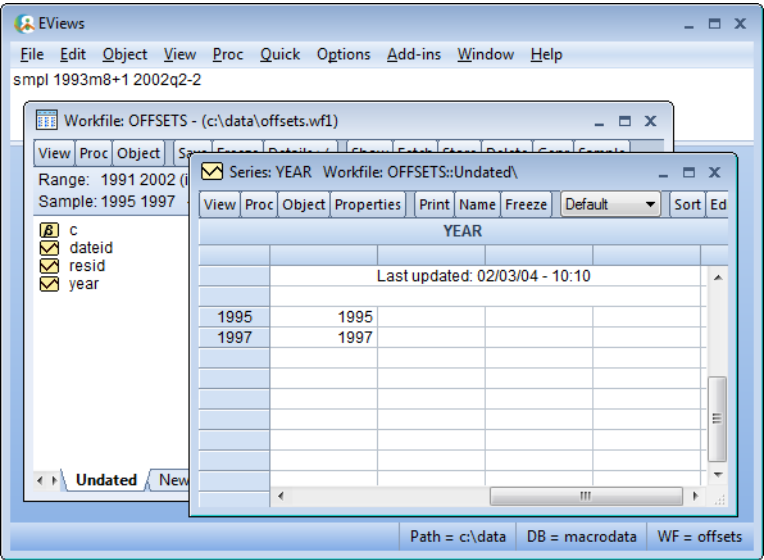 EViews
File Edit Object View Proc Quick Options Add-ins Window Help
smpl 1993m8+1 2002q2-2
Workfile: OFFSETS - (c:\data\offsets.wf1)
View Proc Object
Range: 1991 2002 (i
Sample: 1995 1997
β c
dateid
resid
year
Undated New
Series: YEAR Workfile: OFFSETS::Undated\
View Proc Object Properties Print Name Freeze Default Sort Ed
YEAR
Last updated: 02/03/04 - 10:10
1995 1995
1997 1997
Path = c:\data DB = macrodata WF = offsets